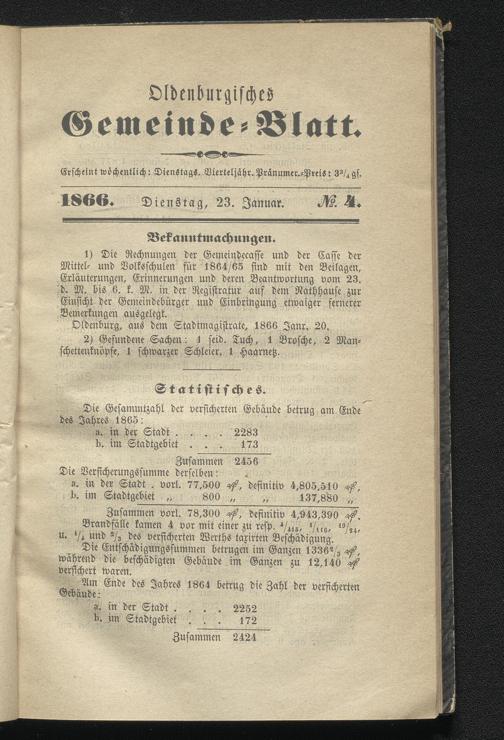 Oldenburgisches
Gemeinde-Blatt.
Erscheint wöchentlich: Dienstags. Vierteljähr. Pränumer.-Preis: 3¾ gs.
1866. Dienstag, 23. Januar. No. 4.
Bekanntmachungen.
1) Die Rechnungen der Gemeindecasse und der Casse der
Mittel- und Volksschulen für 1864/65 sind mit den Beilagen,
Erläuterungen, Erinnerungen und deren Beantwortung vom 23.
d. M. bis 6. k. M. in der Registratur auf dem Rathhause zur
Einsicht der Gemeindebürger und Einbringung etwaiger fernerer
Bemerkungen ausgelegt.
Oldenburg, aus dem Stadtmagistrate, 1866 Janr. 20.
2) Gefundene Sachen: 1 seid. Tuch, 1 Brosche, 2 Man-
schettenknöpfe, 1 schwarzer Schleier, 1 Haarnetz.
Statistisches.
Die Gesammtzahl der versicherten Gebäude betrug am Ende
des Jahres 1865:
a. in der Stadt . . . . 2283
b. im Stadtgebiet . . . 173
Zusammen 2456
Die Versicherungssumme derselben:
a. in der Stadt . vorl. 77,500 ₰, definitiv 4,805,510 ₰,
b. im Stadtgebiet „ 800 „ „ 137,880 „
Zusammen vorl. 78,300 ₰, definitiv 4,943,390 ₰.
Brandfälle kamen 4 vor mit einer zu resp.
u. ¼ und ⅔ des versicherten Werths taxirten Beschädigung.
Die Entschädigungssummen betrugen im Ganzen 1336⅔ ₰,
während die beschädigten Gebäude im Ganzen zu 12,140 ₰
versichert waren.
Am Ende des Jahres 1864 betrug die Zahl der versicherten
Gebäude:
a. in der Stadt . . . . 2252
b. im Stadtgebiet . . . 172
Zusammen 2424